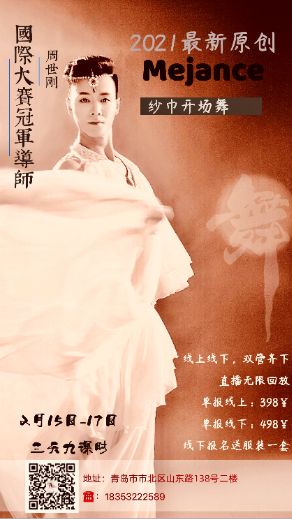 國際大賽冠軍導師
周世刚
2021最新原创
Mejance
纱巾开场舞
舞
线上线下，双管齐下
直播无限回放
单报线上：398¥
单报线下：498¥
线下报名送服装一套
2月15日-17日
三天九课时
地址：青岛市市北区山东路138号二楼
：18353222589